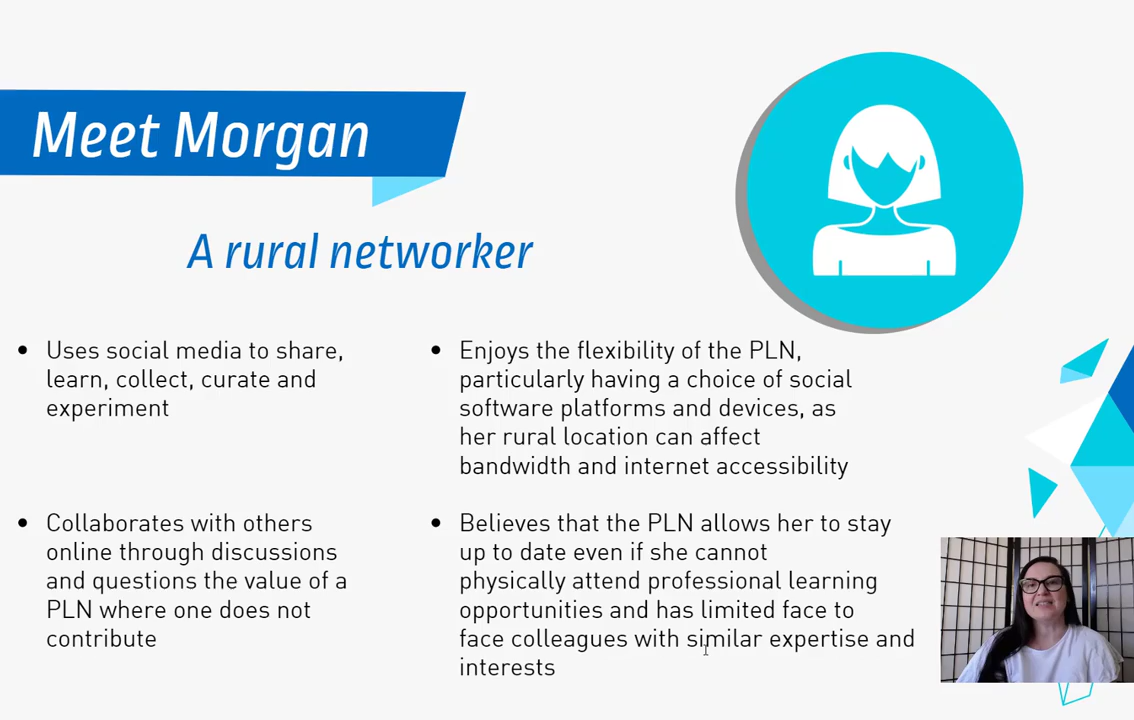 Meet Morgan
A rural networker
Uses social media to share,
learn, collect, curate and
experiment
Enjoys the flexibility of the PLN,
particularly having a choice of social
software platforms and devices, as
her rural location can affect
bandwidth and internet accessibility
Collaborates with others
online through discussions
and questions the value of a
PLN where one does not
contribute
Believes that the PLN allows her to stay
up to date even if she cannot
physically attend professional learning
opportunities and has limited face to
face colleagues with similar expertise and
interests